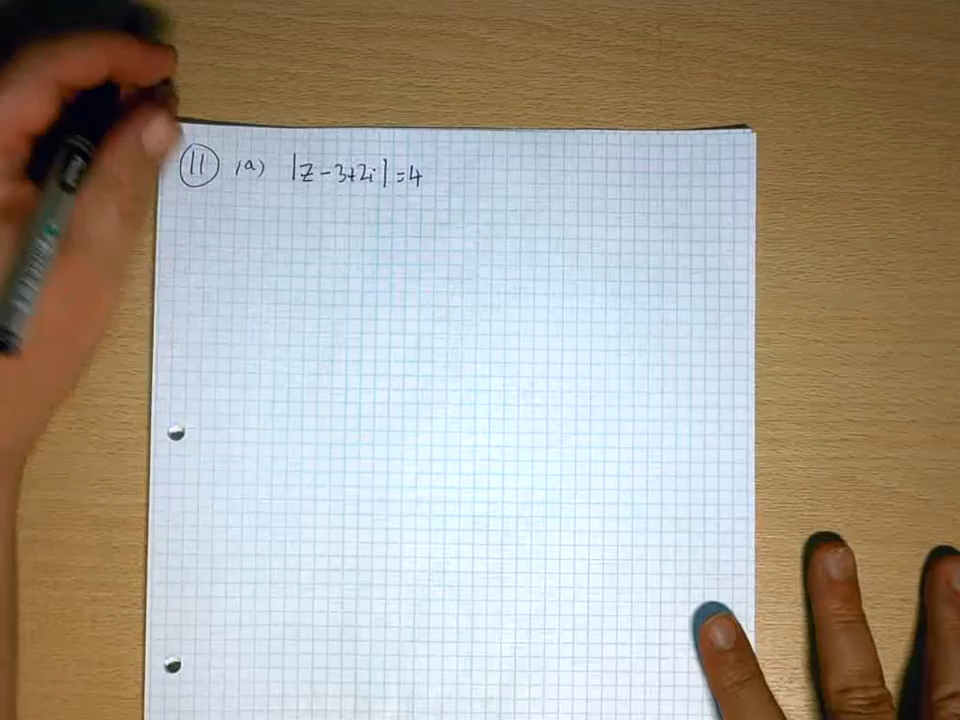 11 (a) |z - 3 + 2i| = 4